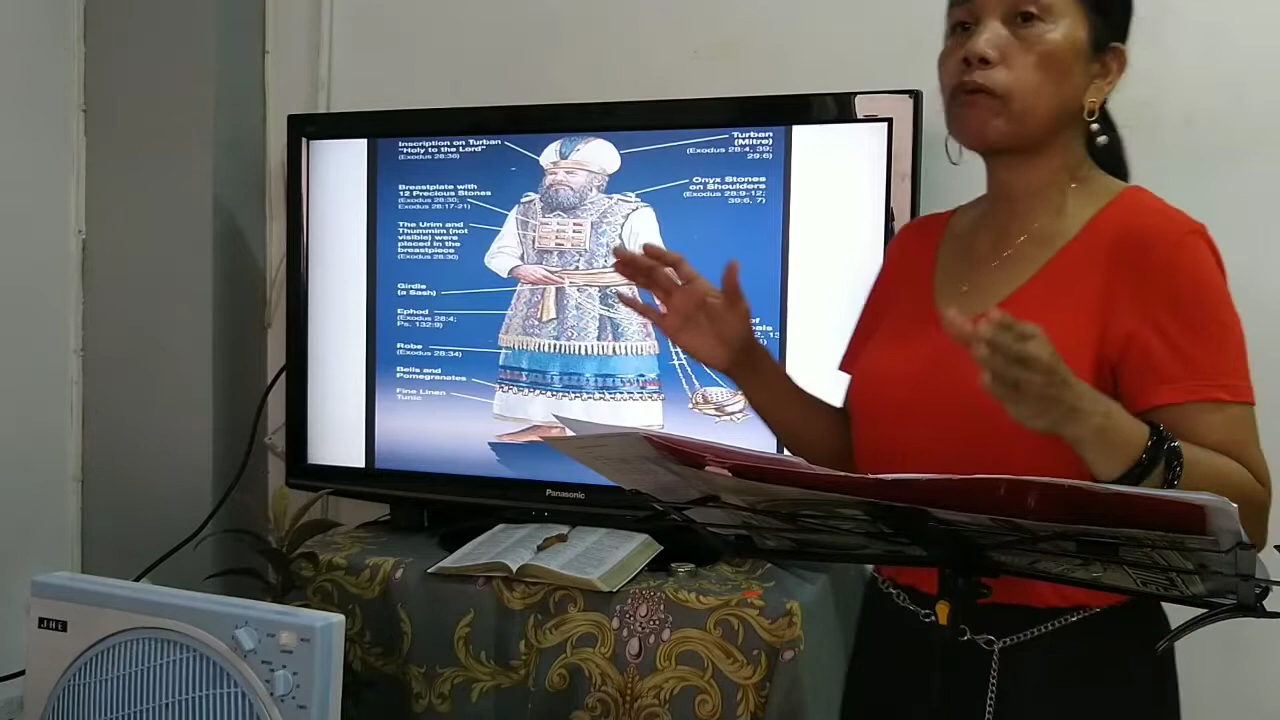 Inscription on Turban
"Holy to the Lord"
(Exodus 28:36)
Breastplate with
12 Precious Stones
(Exodus 28:30;
Exodus 28:17-21)
The Urim and
Thummim (not
visible) were
placed in the
breastpiece
(Exodus 28:30)
Girdle
(a Sash)
Ephod
(Exodus 28:4;
Ps. 132:9)
Robe
(Exodus 28:34)
Bells and
Pomegranates
Fine Linen
Tunic
Turban
(Mitre)
(Exodus 28:4, 39;
29:6)
Onyx Stones
on Shoulders
(Exodus 28:9-12;
39:6, 7)
of
Panasonic